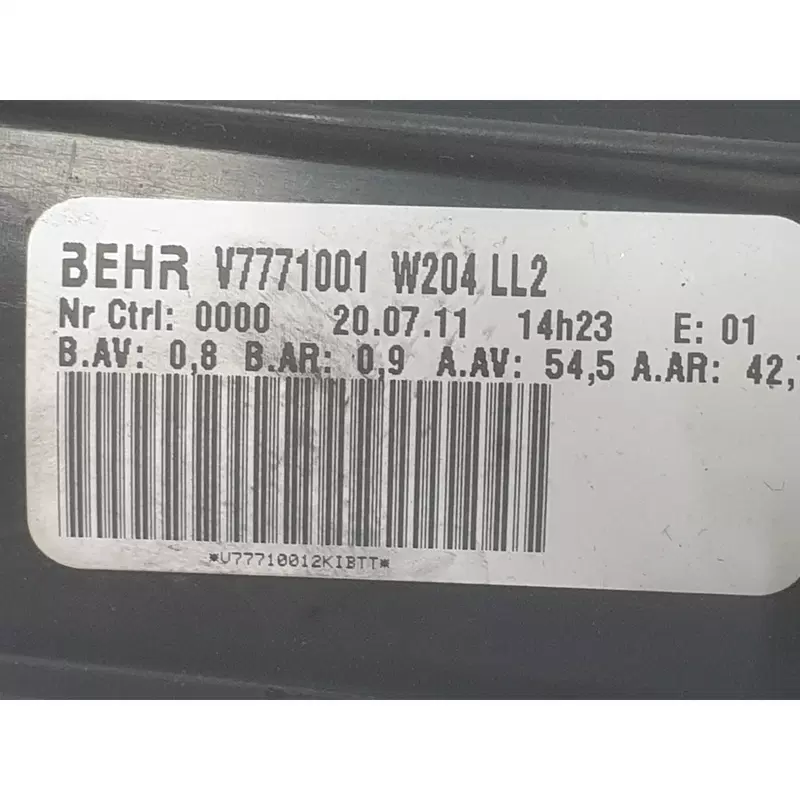 BEHR V7771001 W204 LL2
Nr Ctrl: 0000 20.07.11 14h23 E: 01
B.AV: 0,8 B.AR: 0,9 A.AV: 54,5 A.AR: 42,
*V77710012KIBTT*